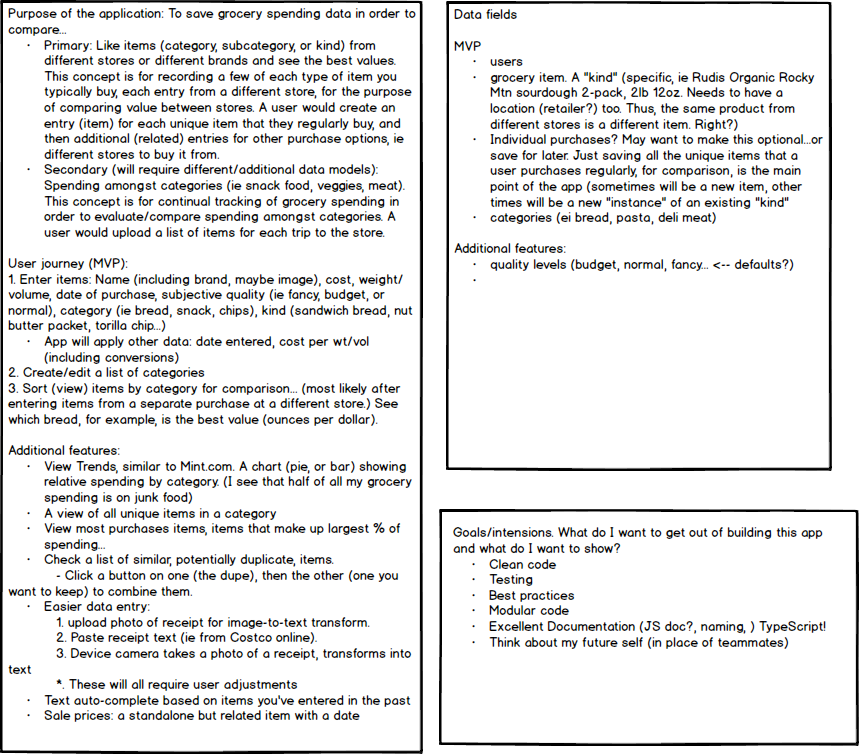 Purpose of the application: To save grocery spending data in order to
compare...
· Primary: Like items (category, subcategory, or kind) from
different stores or different brands and see the best values.
This concept is for recording a few of each type of item you
typically buy, each entry from a different store, for the purpose
of comparing value between stores. A user would create an
entry (item) for each unique item that they regularly buy, and
then additional (related) entries for other purchase options, ie
different stores to buy it from.
· Secondary (will require different/additional data models):
Spending amongst categories (ie snack food, veggies, meat).
This concept is for continual tracking of grocery spending in
order to evaluate/compare spending amongst categories. A
user would upload a list of items for each trip to the store.

User journey (MVP):
1. Enter items: Name (including brand, maybe image), cost, weight/
volume, date of purchase, subjective quality (ie fancy, budget, or
normal), category (ie bread, snack, chips), kind (sandwich bread, nut
butter packet, torilla chip...)
· App will apply other data: date entered, cost per wt/vol
(including conversions)
2. Create/edit a list of categories
3. Sort (view) items by category for comparison... (most likely after
entering items from a separate purchase at a different store.) See
which bread, for example, is the best value (ounces per dollar).

Additional features:
· View Trends, similar to Mint.com. A chart (pie, or bar) showing
relative spending by category. (I see that half of all my grocery
spending is on junk food)
· A view of all unique items in a category
· View most purchases items, items that make up largest % of
spending...
· Check a list of similar, potentially duplicate, items.
- Click a button on one (the dupe), then the other (one you
want to keep) to combine them.
· Easier data entry:
1. upload photo of receipt for image-to-text transform.
2. Paste receipt text (ie from Costco online).
3. Device camera takes a photo of a receipt, transforms into
text
*. These will all require user adjustments
· Text auto-complete based on items you've entered in the past
· Sale prices: a standalone but related item with a date

Data fields

MVP
· users
· grocery item. A "kind" (specific, ie Rudis Organic Rocky
Mtn sourdough 2-pack, 2lb 12oz. Needs to have a
location (retailer?) too. Thus, the same product from
different stores is a different item. Right?)
· Individual purchases? May want to make this optional...or
save for later. Just saving all the unique items that a
user purchases regularly, for comparison, is the main
point of the app (sometimes will be a new item, other
times will be a new "instance" of an existing "kind"
· categories (ei bread, pasta, deli meat)

Additional features:
· quality levels (budget, normal, fancy... <-- defaults?)
·

Goals/intensions. What do I want to get out of building this app
and what do I want to show?
· Clean code
· Testing
· Best practices
· Modular code
· Excellent Documentation (JS doc?, naming, ) TypeScript!
· Think about my future self (in place of teammates)